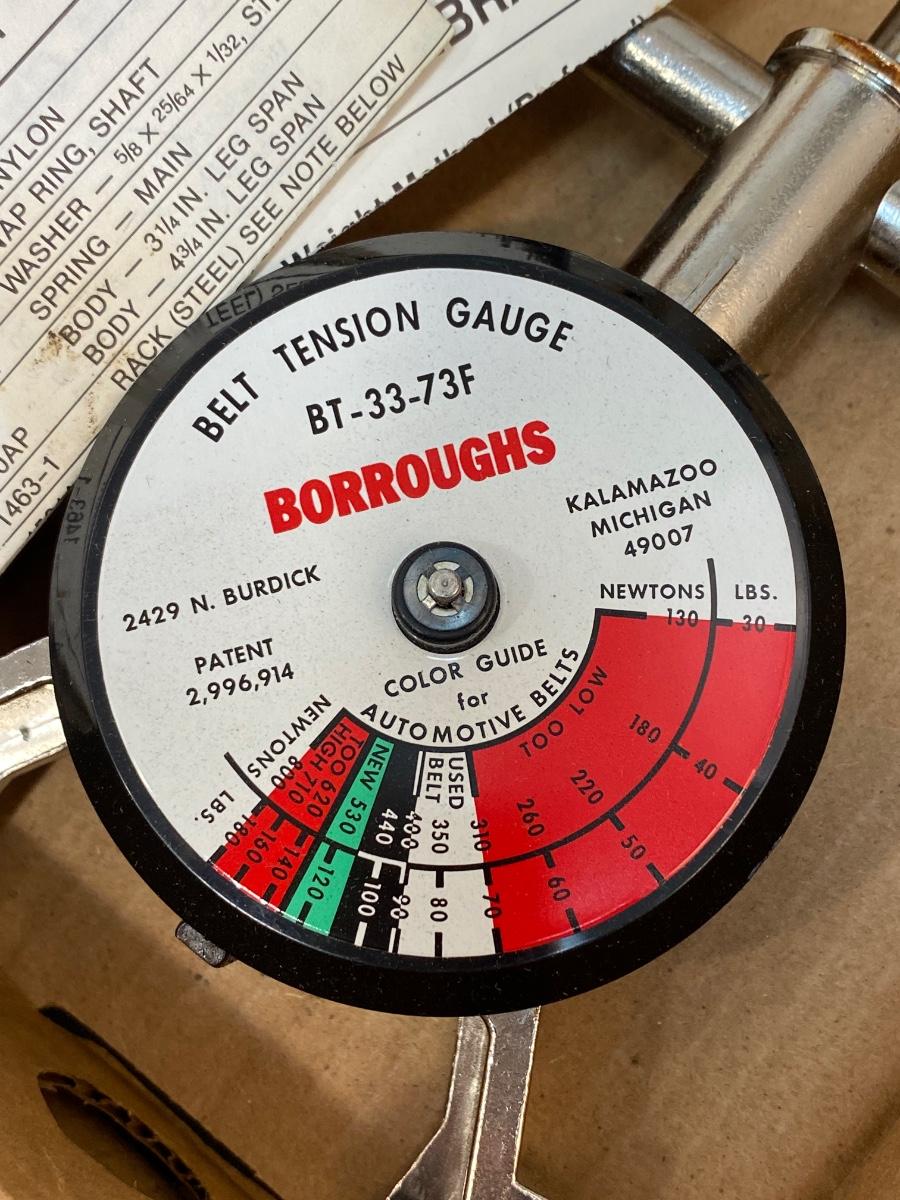 NYLON
RING, SHAFT
WASHER — 5/8 X 25/64 X 1/32,
SPRING — MAIN
BODY — 3 1/4 IN. LEG SPAN
BODY — 4 3/4 IN. LEG SPAN
RACK (STEEL) SEE NOTE BELOW
1463-1
BELT TENSION GAUGE
BT-33-73F
BORROUGHS
KALAMAZOO
MICHIGAN
49007
2429 N. BURDICK
PATENT
2,996,914
COLOR GUIDE
for
AUTOMOTIVE BELTS
NEWTONS LBS.
130 30
TOO LOW
180 40
220 50
260 60
310 70
USED
BELT
350 80
400 90
440 100
NEW 530 120
TOO 620 140
HIGH 710 160
800 180
NEWTONS
LBS.